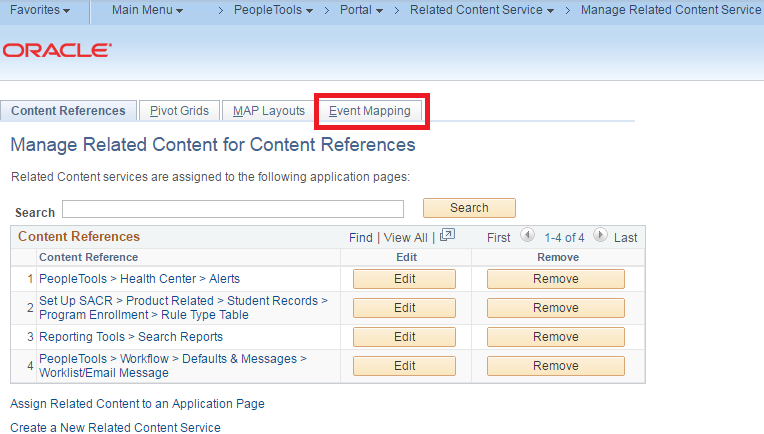 Favorites Main Menu > PeopleTools > Portal > Related Content Service > Manage Related Content Service
ORACLE®
Content References Pivot Grids MAP Layouts Event Mapping
Manage Related Content for Content References
Related Content services are assigned to the following application pages:
Search Search
Content References Find | View All | First 1-4 of 4 Last
Content Reference Edit Remove
1 PeopleTools > Health Center > Alerts Edit Remove
2 Set Up SACR > Product Related > Student Records >
Program Enrollment > Rule Type Table Edit Remove
3 Reporting Tools > Search Reports Edit Remove
4 PeopleTools > Workflow > Defaults & Messages >
Worklist/Email Message Edit Remove
Assign Related Content to an Application Page
Create a New Related Content Service